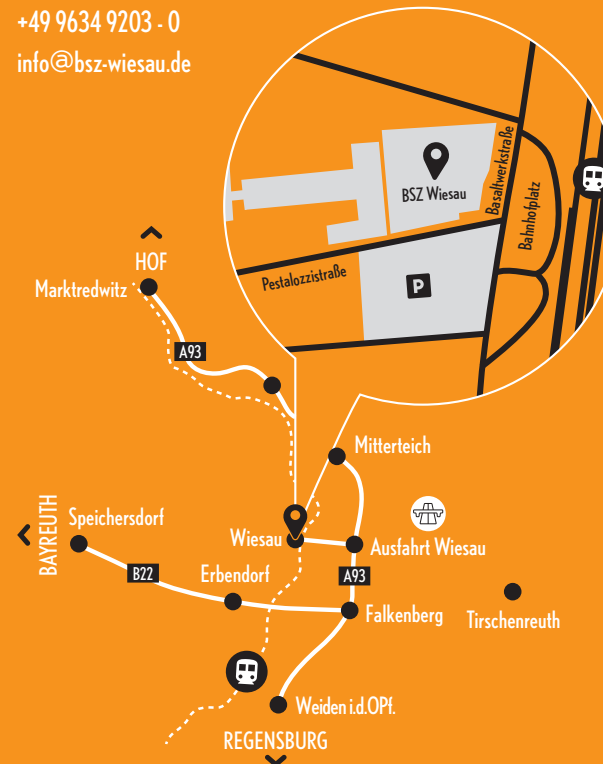 +49 9634 9203 - 0
info@bsz-wiesau.de
BSZ Wiesau
Basaltwerkstraße
Bahnhofplatz
Pestalozzistraße
P
HOF
Marktredwitz
A93
Mitterteich
BAYREUTH
Speichersdorf
Wiesau
Ausfahrt Wiesau
B22
Erbendorf
A93
Falkenberg
Tirschenreuth
Weiden i.d.OPf.
REGENSBURG